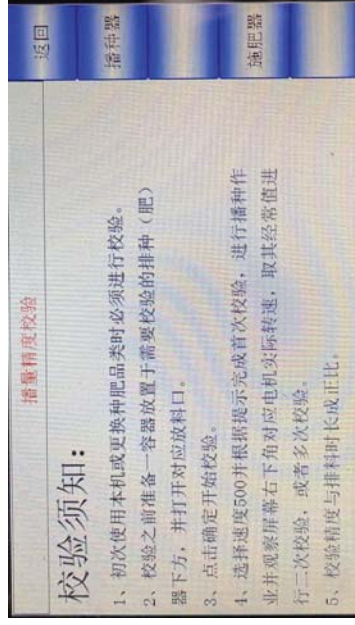 播量精度校验
返回
校验须知：
1、初次使用本机或更换种肥品类时必须进行校验。
2、校验之前准备一容器放置于需要校验的排种（肥）
器下方，并打开对应放料口。
3、点击确定开始校验。
4、选择速度500并根据提示完成首次校验，进行播种作
业并观察屏幕右下角对应电机实际转速，取其经常值进
行二次校验，或者多次校验。
5、校验精度与排料时长成正比。
播种器
施肥器